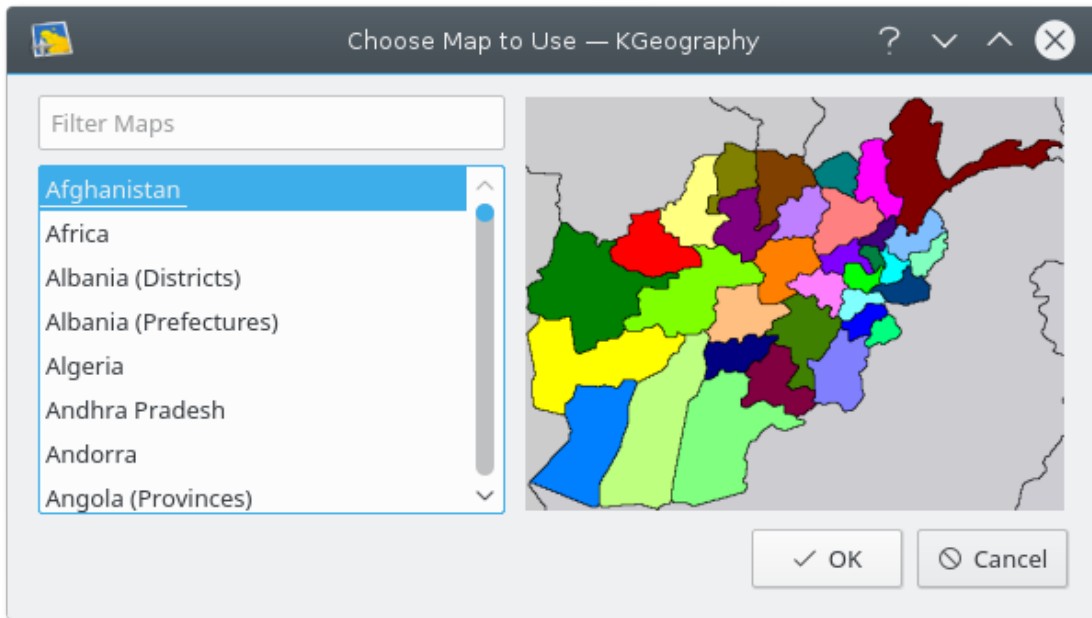 Choose Map to Use — KGeography
Filter Maps
Afghanistan
Africa
Albania (Districts)
Albania (Prefectures)
Algeria
Andhra Pradesh
Andorra
Angola (Provinces)
OK
Cancel